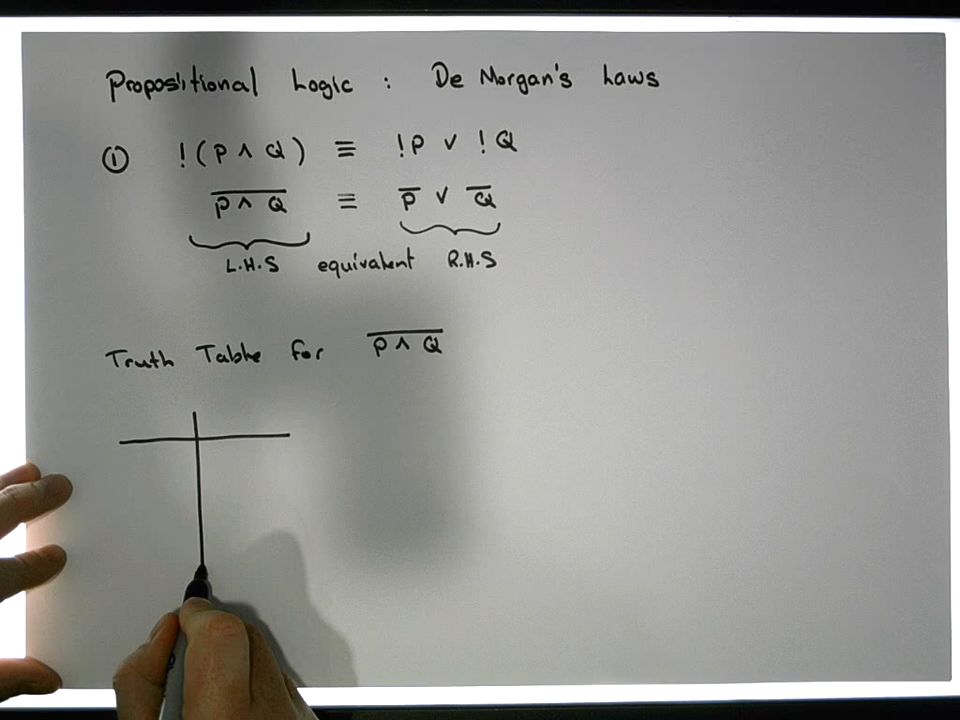 Propositional Logic : De Morgan's Laws
① !(P ∧ Q) ≡ !P ∨ !Q
P̅ ̅∧̅ ̅Q̅ ≡ P̅ ∨ Q̅
L.H.S equivalent R.H.S
Truth Table for P̅ ̅∧̅ ̅Q̅